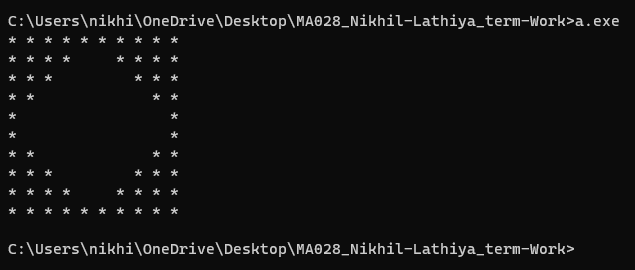 C:\Users\nikhi\OneDrive\Desktop\MA028_Nikhil-Lathiya_term-Work>a.exe
* * * * * * * * * *
* * * *     * * * *
* * *         * * *
* *             * *
*                 *
*                 *
* *             * *
* * *         * * *
* * * *     * * * *
* * * * * * * * * *
C:\Users\nikhi\OneDrive\Desktop\MA028_Nikhil-Lathiya_term-Work>